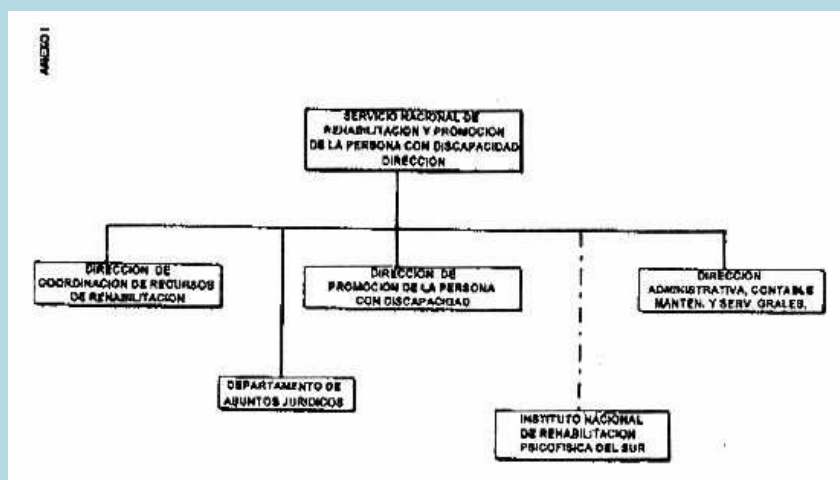 ANEXO I
SERVICIO NACIONAL DE
REHABILITACION Y PROMOCION
DE LA PERSONA CON DISCAPACIDAD
DIRECCION
DIRECCION DE
COORDINACION DE RECURSOS
DE REHABILITACION
DIRECCION DE
PROMOCION DE LA PERSONA
CON DISCAPACIDAD
DIRECCION
ADMINISTRATIVA, CONTABLE
MANTEN. Y SERV. GRALES.
DEPARTAMENTO DE
ASUNTOS JURIDICOS
INSTITUTO NACIONAL
DE REHABILITACION
PSICOFISICA DEL SUR